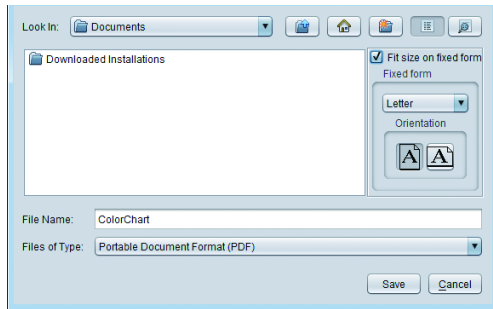 Look In: Documents
Downloaded Installations
Fit size on fixed form
Fixed form
Letter
Orientation
A A
File Name: ColorChart
Files of Type: Portable Document Format (PDF)
Save Cancel